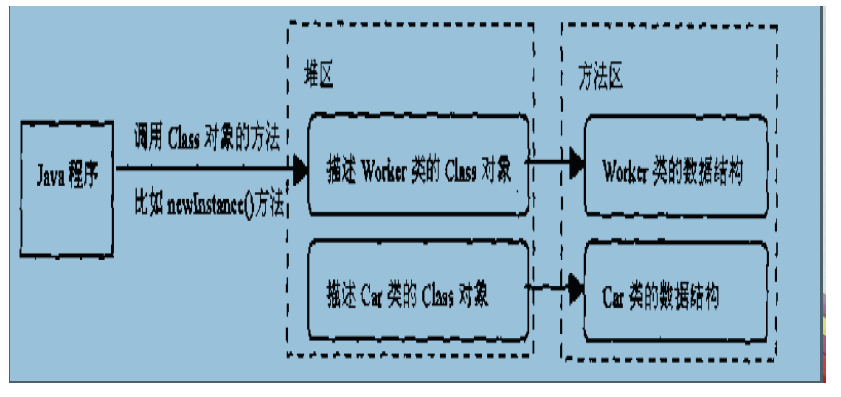 堆区
方法区
调用 Class 对象的方法
Java 程序
描述 Worker 类的 Class 对象
Worker 类的数据结构
比如 newInstance()方法
描述 Car 类的 Class 对象
Car 类的数据结构